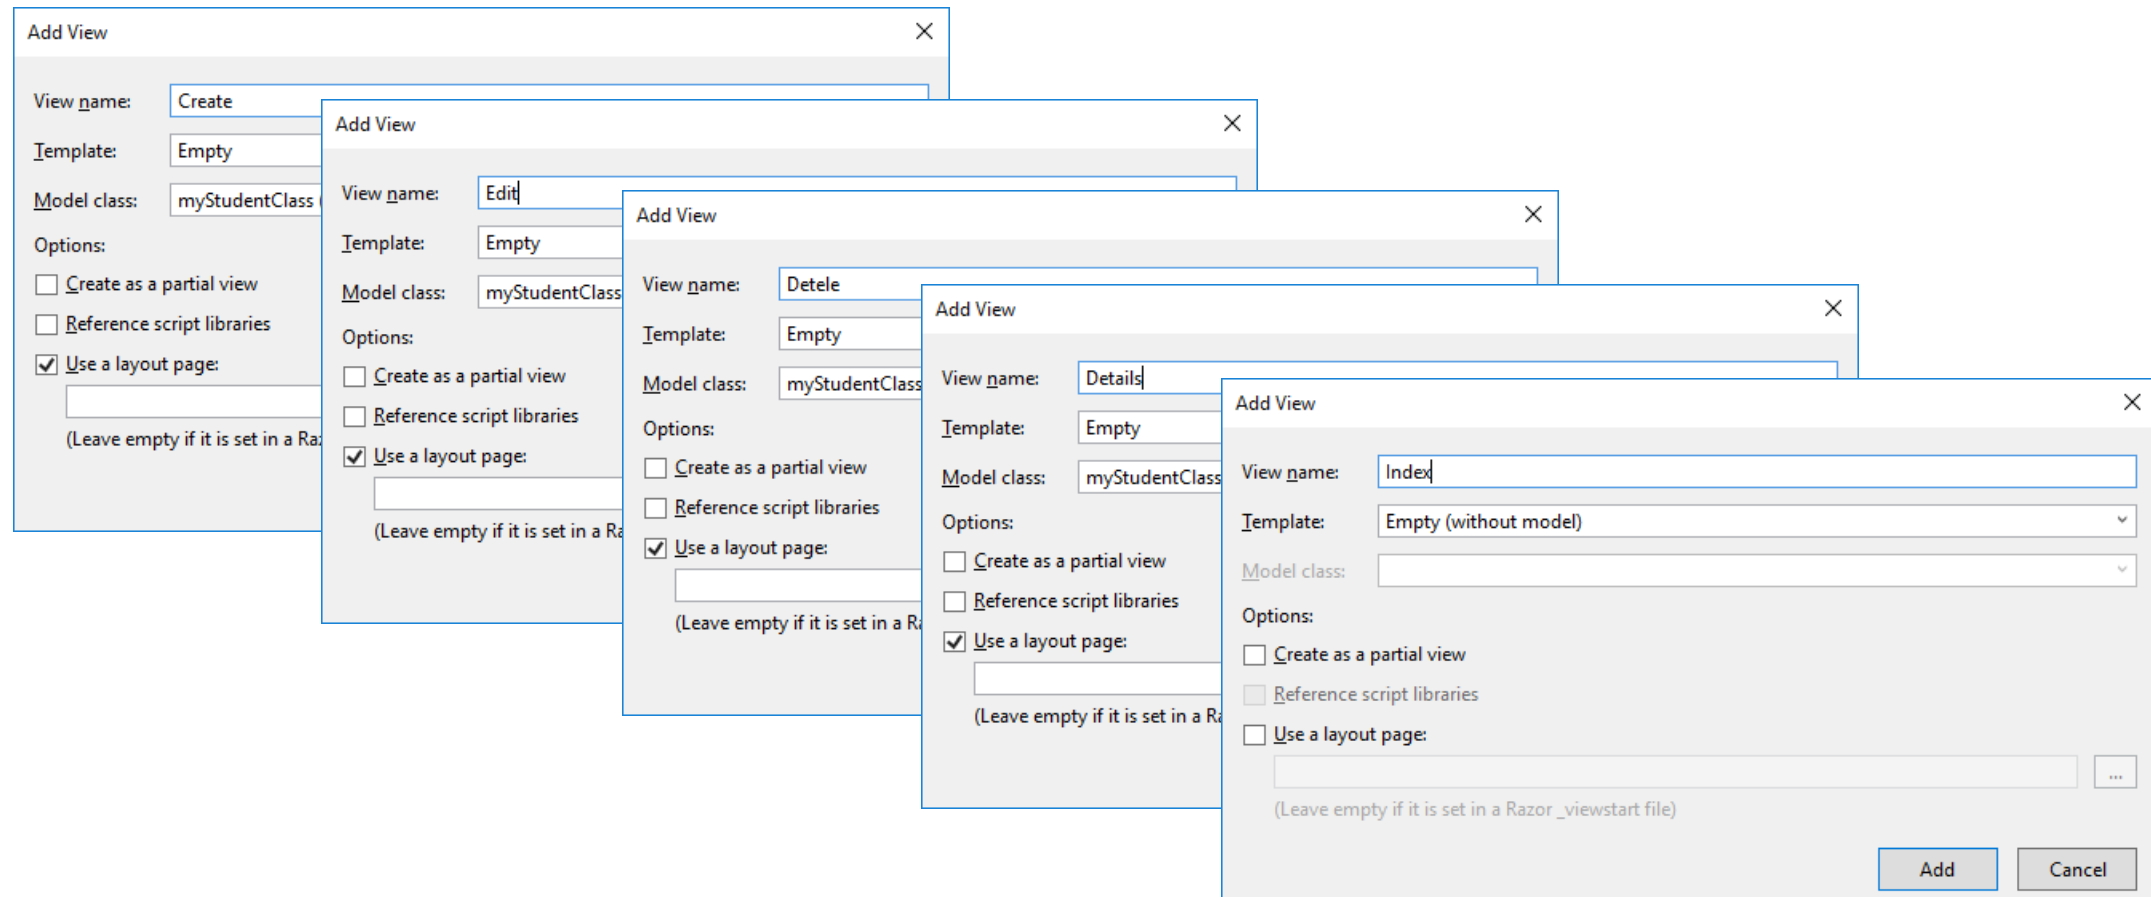 Add View
View name: Create
Template: Empty
Model class: myStudentClass (
Options:
Create as a partial view
Reference script libraries
Use a layout page:
(Leave empty if it is set in a Raz
Add View
View name: Edit
Template: Empty
Model class: myStudentClass
Options:
Create as a partial view
Reference script libraries
Use a layout page:
(Leave empty if it is set in a Ra
Add View
View name: Detele
Template: Empty
Model class: myStudentClass
Options:
Create as a partial view
Reference script libraries
Use a layout page:
(Leave empty if it is set in a Ra
Add View
View name: Details
Template: Empty
Model class: myStudentClass
Options:
Create as a partial view
Reference script libraries
Use a layout page:
(Leave empty if it is set in a Ra
Add View
View name: Index
Template: Empty (without model)
Model class:
Options:
Create as a partial view
Reference script libraries
Use a layout page:
...
(Leave empty if it is set in a Razor _viewstart file)
Add Cancel